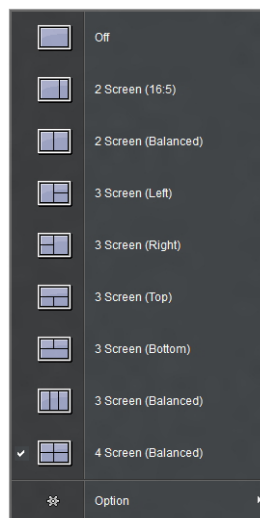 Off
2 Screen (16:5)
2 Screen (Balanced)
3 Screen (Left)
3 Screen (Right)
3 Screen (Top)
3 Screen (Bottom)
3 Screen (Balanced)
4 Screen (Balanced)
Option